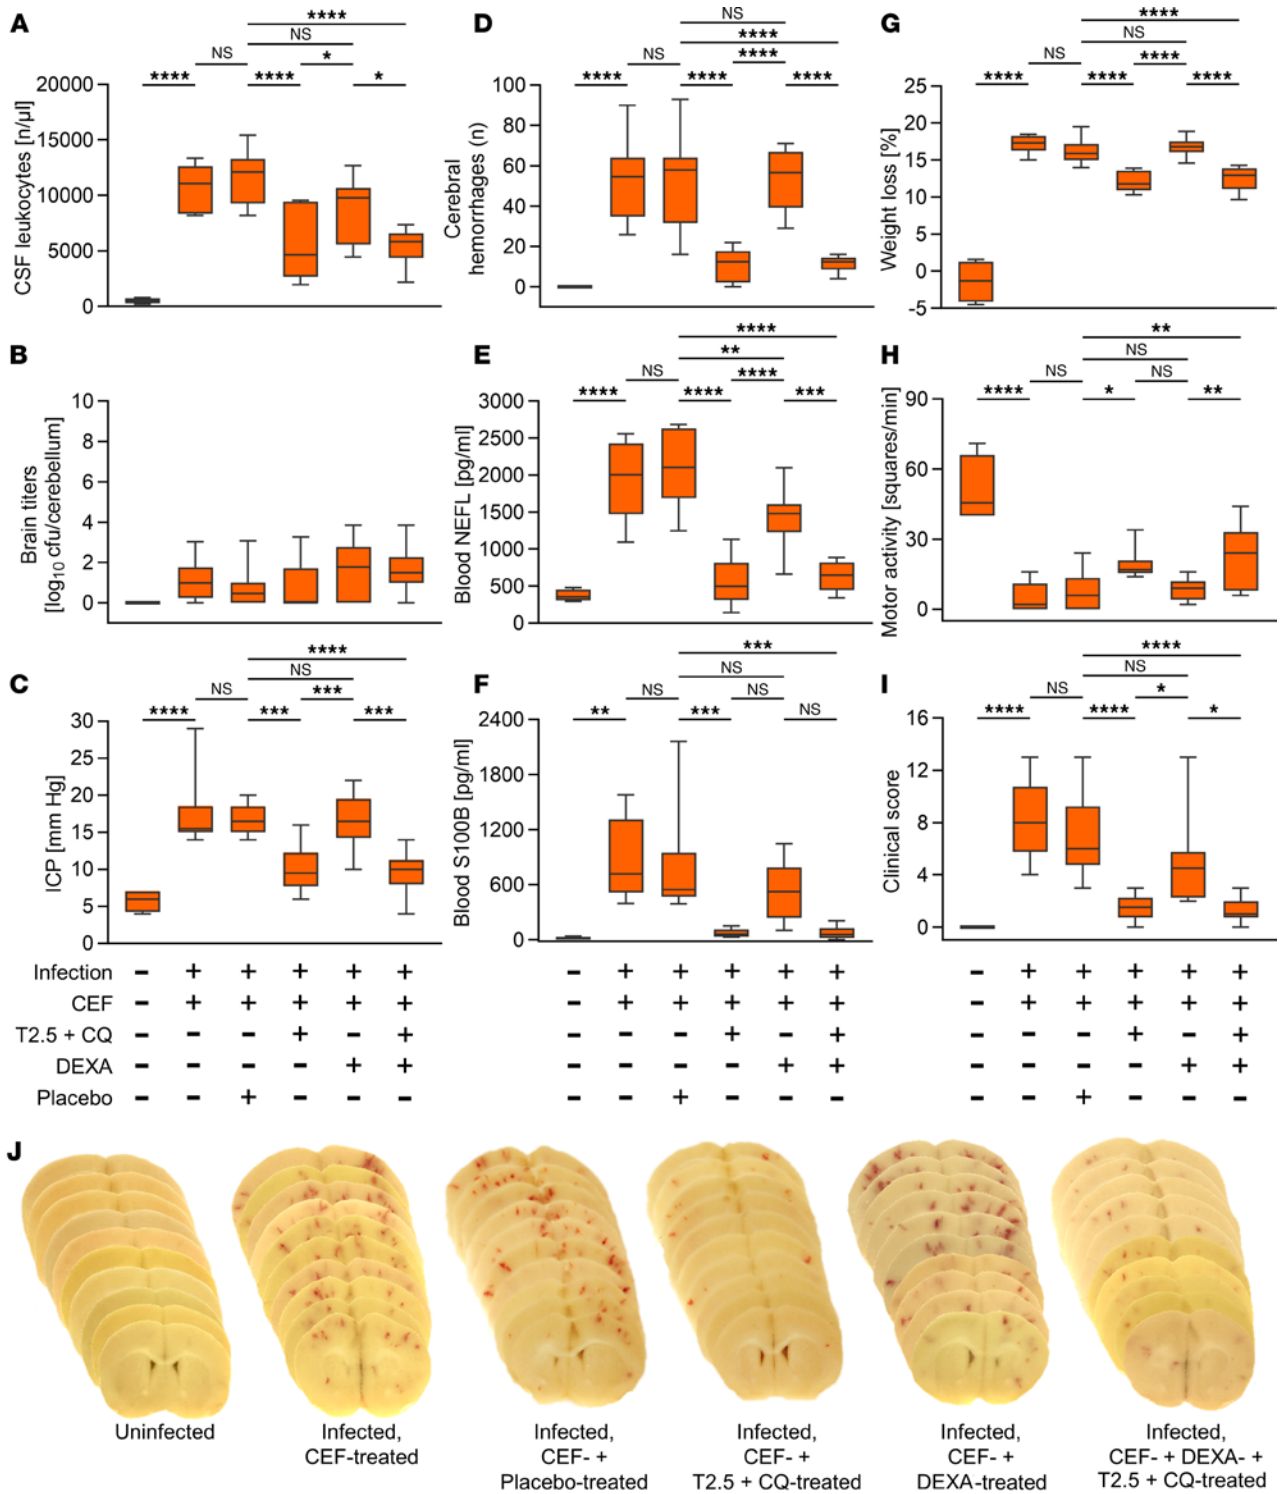 A
****
NS
NS
*
****
****
*
CSF leukocytes [n/µl]
20000
15000
10000
5000
0
D
NS
****
NS
****
****
****
****
Cerebral
hemorrhages (n)
100
80
60
40
20
0
G
****
NS
NS
****
****
****
****
Weight loss [%]
25
20
15
10
5
0
-5
B
Brain titers
[log10 cfu/cerebellum]
10
8
6
4
2
0
E
****
**
NS
****
****
****
***
Blood NEFL [pg/ml]
3000
2500
2000
1500
1000
500
0
H
**
NS
NS
NS
****
*
**
Motor activity [squares/min]
90
60
30
0
C
****
NS
NS
***
****
***
***
ICP [mm Hg]
30
25
20
15
10
5
0
F
***
NS
NS
NS
**
***
NS
Blood S100B [pg/ml]
2400
1800
1200
600
0
I
****
NS
NS
*
****
****
*
Clinical score
16
12
8
4
0
Infection − + + + + + − + + + + + − + + + + +
CEF − + + + + + − + + + + + − + + + + +
T2.5 + CQ − − − + − + − − − + − + − − − + − +
DEXA − − − − + + − − − − + + − − − − + +
Placebo − − + − − − − − + − − − − − + − − −
J
Uninfected
Infected,
CEF-treated
Infected,
CEF- +
Placebo-treated
Infected,
CEF- +
T2.5 + CQ-treated
Infected,
CEF- +
DEXA-treated
Infected,
CEF- + DEXA- +
T2.5 + CQ-treated